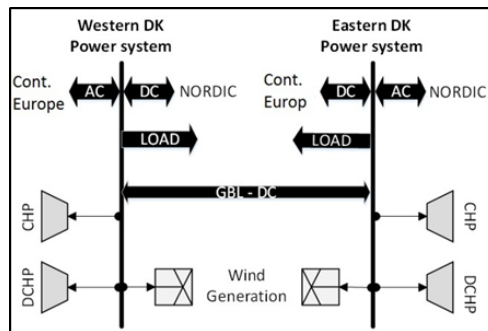 Western DK
Power system
Eastern DK
Power system
Cont.
Europe
AC
DC
NORDIC
Cont.
Europ
DC
AC
NORDIC
LOAD
LOAD
GBL - DC
CHP
CHP
DCHP
Wind
Generation
DCHP